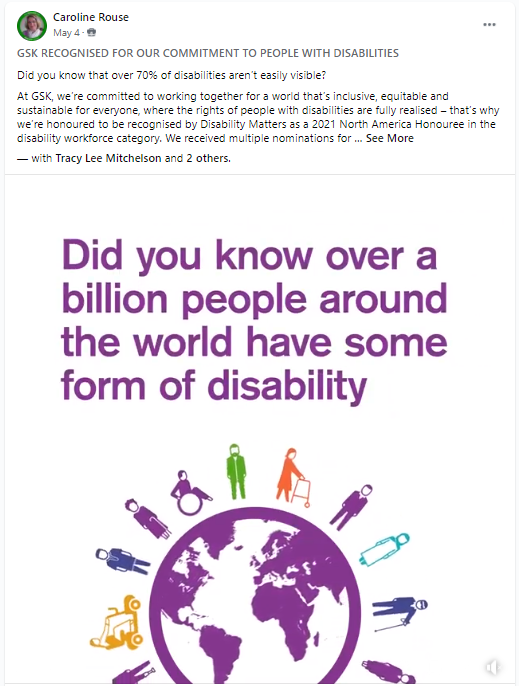 Caroline Rouse
May 4 ·
GSK RECOGNISED FOR OUR COMMITMENT TO PEOPLE WITH DISABILITIES
Did you know that over 70% of disabilities aren't easily visible?
At GSK, we're committed to working together for a world that's inclusive, equitable and
sustainable for everyone, where the rights of people with disabilities are fully realised – that's why
we're honoured to be recognised by Disability Matters as a 2021 North America Honouree in the
disability workforce category. We received multiple nominations for ... See More
— with Tracy Lee Mitchelson and 2 others.
Did you know over a
billion people around
the world have some
form of disability